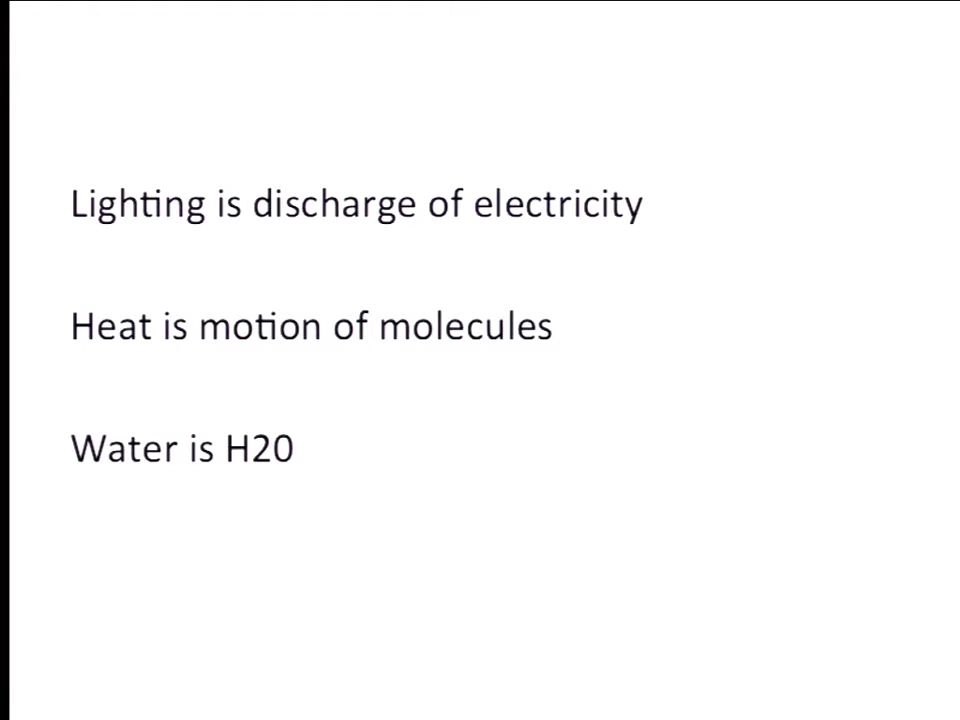 Lighting is discharge of electricity
Heat is motion of molecules
Water is H20